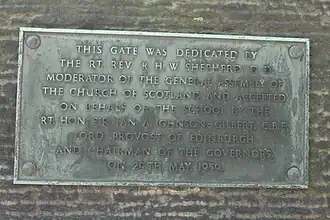 THIS GATE WAS DEDICATED BY
THE RT. REV. R. H. W. SHEPHERD D. D.
MODERATOR OF THE GENERAL ASSEMBLY OF
THE CHURCH OF SCOTLAND AND ACCEPTED
ON BEHALF OF THE SCHOOL BY THE
RT. HON. SIR IAN A. JOHNSON-GILBERT, C.B.E.
LORD PROVOST OF EDINBURGH
AND CHAIRMAN OF THE GOVERNORS
ON 20TH MAY 1959.